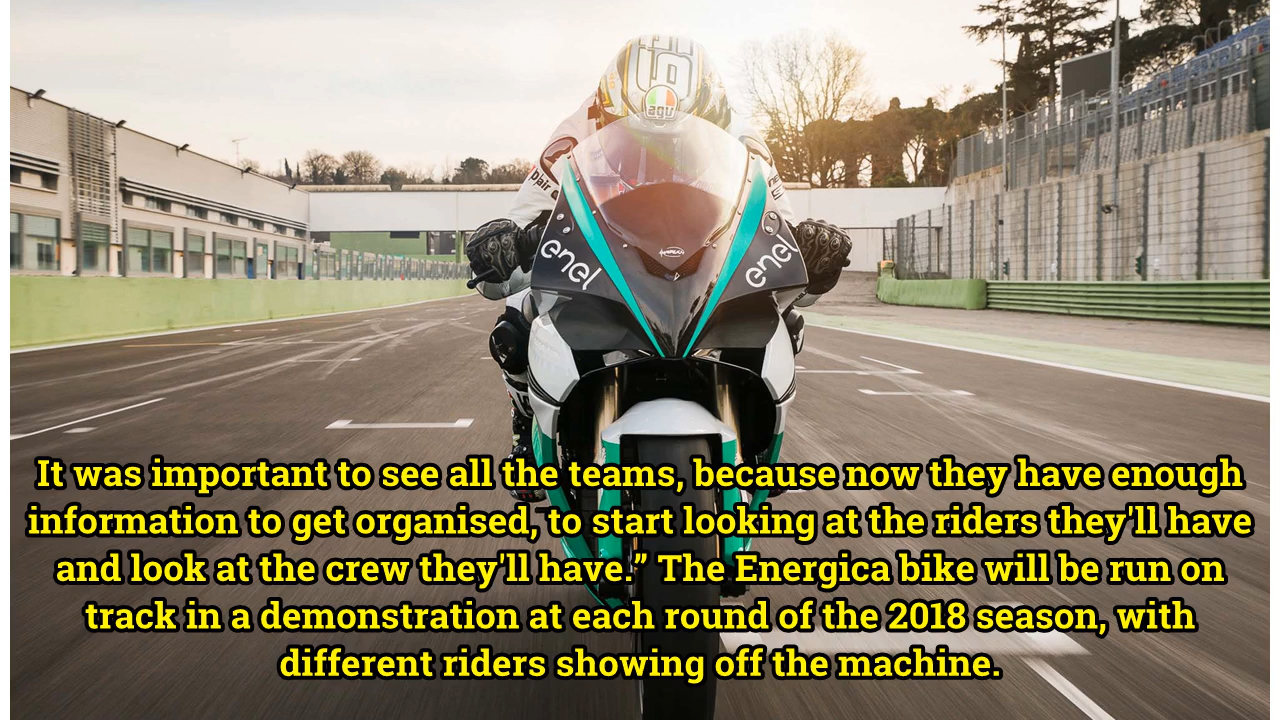 agv
enel
enel
It was important to see all the teams, because now they have enough
information to get organised, to start looking at the riders they'll have
and look at the crew they'll have.” The Energica bike will be run on
track in a demonstration at each round of the 2018 season, with
different riders showing off the machine.